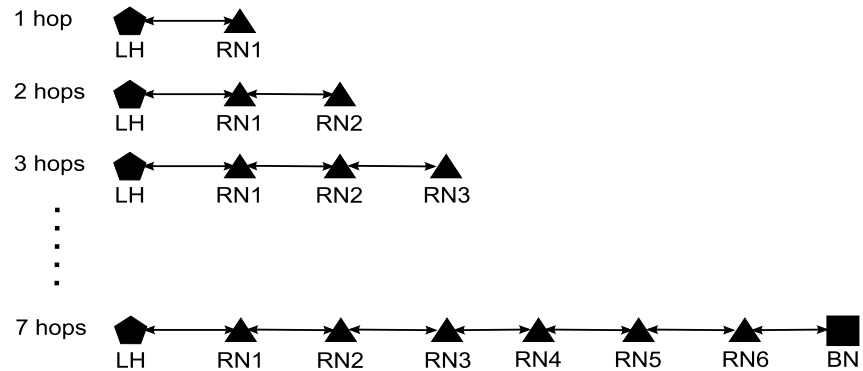 1 hop
LH RN1
2 hops
LH RN1 RN2
3 hops
LH RN1 RN2 RN3
7 hops
LH RN1 RN2 RN3 RN4 RN5 RN6 BN